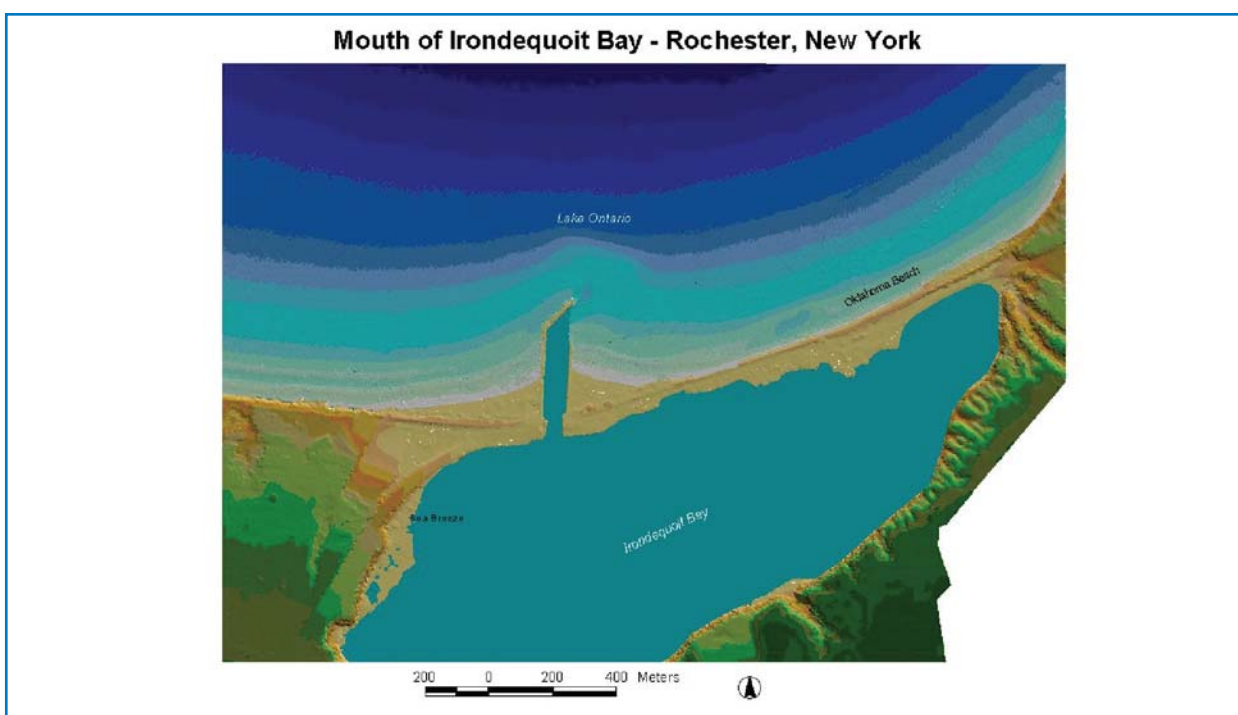 Mouth of Irondequoit Bay - Rochester, New York
Lake Ontario
Oklahoma Beach
Sea Breeze
Irondequoit Bay
200 0 200 400 Meters